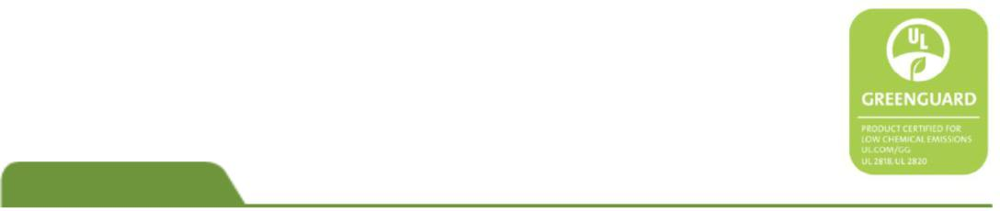 UL
GREENGUARD
PRODUCT CERTIFIED FOR
LOW CHEMICAL EMISSIONS
UL.COM/GG
UL 2818, UL 2820